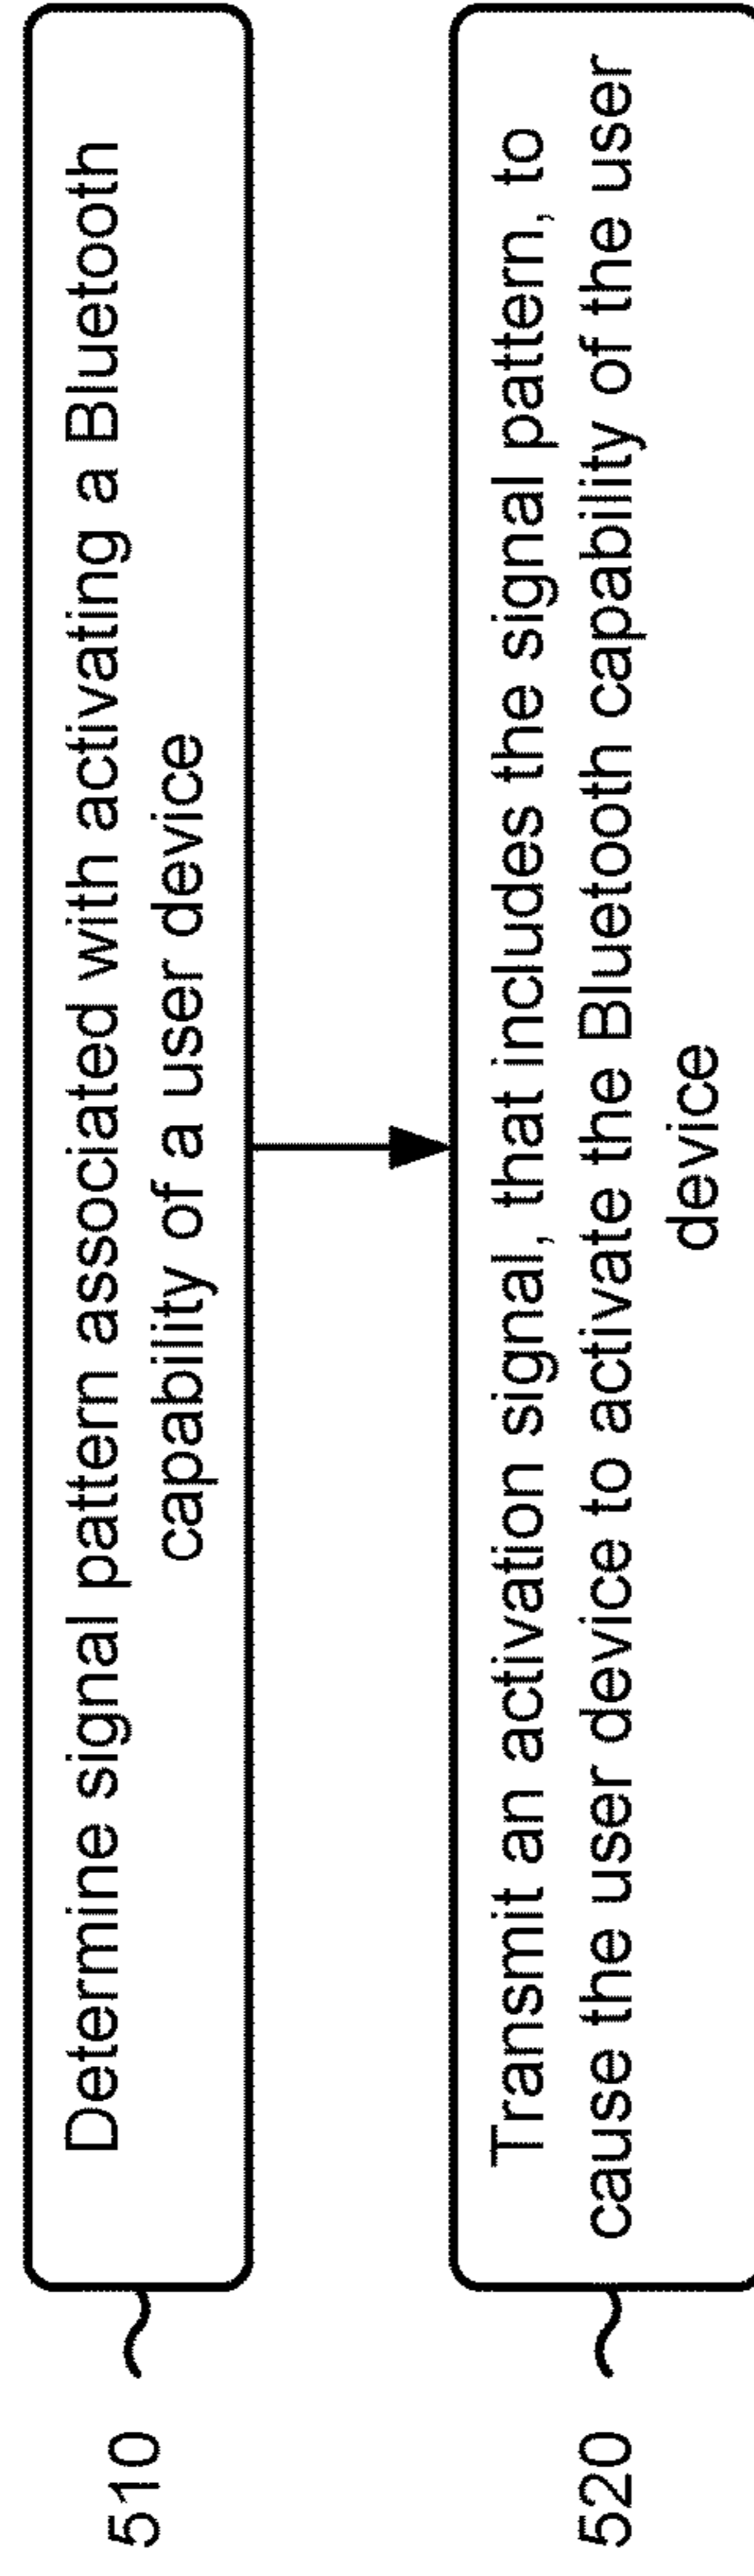 510
Determine signal pattern associated with activating a Bluetooth
capability of a user device
520
Transmit an activation signal, that includes the signal pattern, to
cause the user device to activate the Bluetooth capability of the user
device